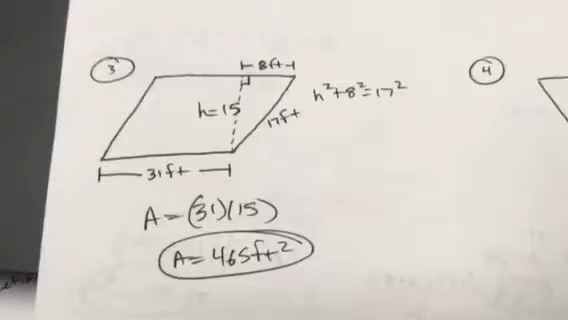 3
8ft
4
h²+8²=17²
h=15
17ft
31ft
A=(31)(15)
A=465ft²